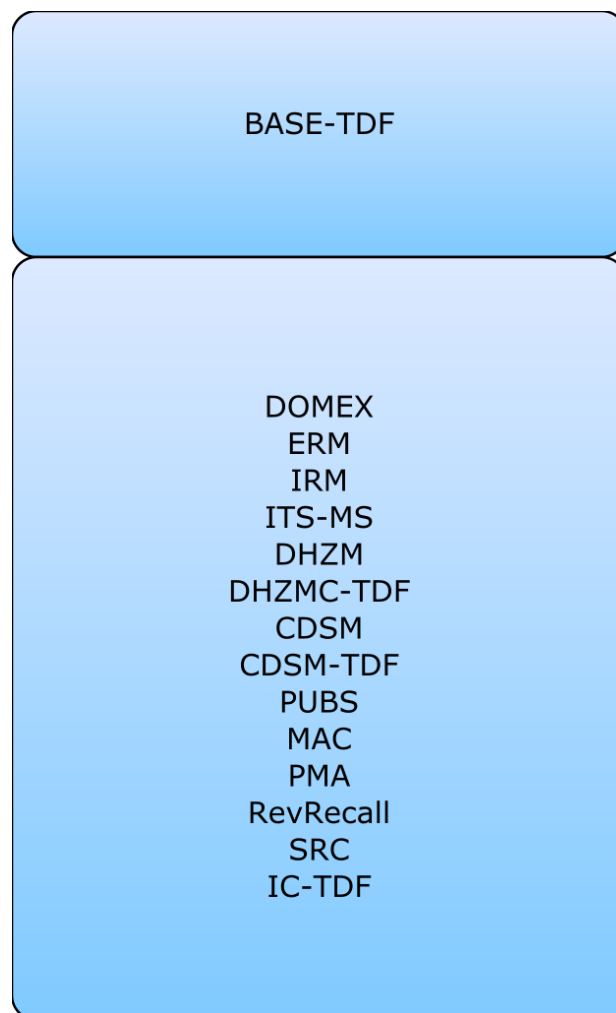 BASE-TDF
DOMEX
ERM
IRM
ITS-MS
DHZM
DHZMC-TDF
CDSM
CDSM-TDF
PUBS
MAC
PMA
RevRecall
SRC
IC-TDF